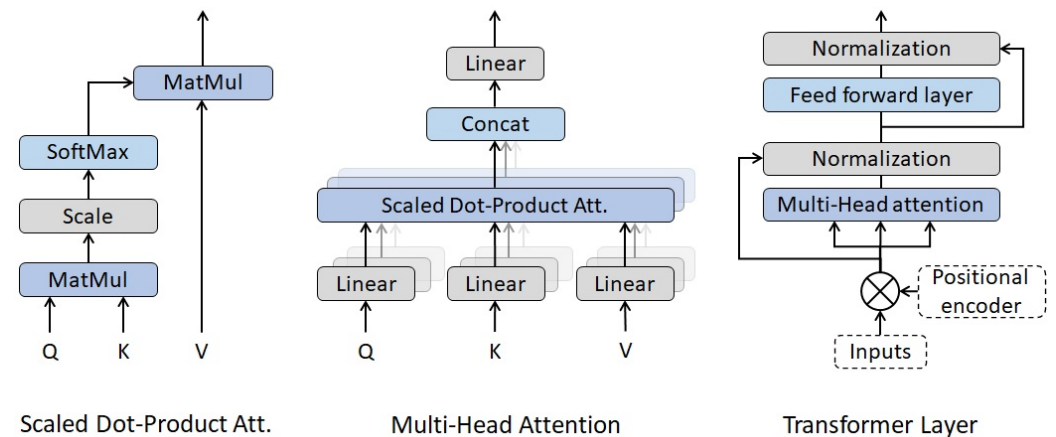 MatMul
SoftMax
Scale
MatMul
Q K V
Scaled Dot-Product Att.
Linear
Concat
Scaled Dot-Product Att.
Linear Linear Linear
Q K V
Multi-Head Attention
Normalization
Feed forward layer
Normalization
Multi-Head attention
Positional
encoder
Inputs
Transformer Layer